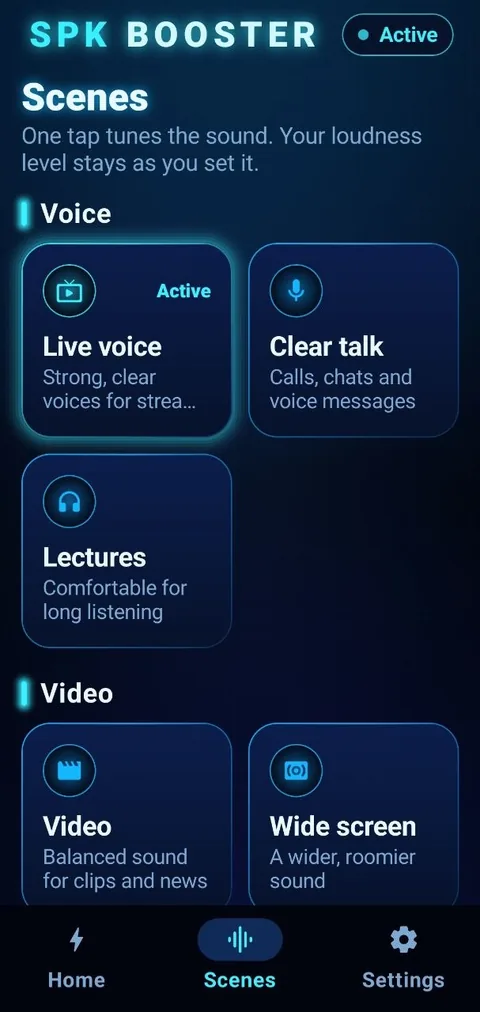 SPK BOOSTER
Active
Scenes
One tap tunes the sound. Your loudness
level stays as you set it.
Voice
Active
Live voice
Strong, clear
voices for strea...
Clear talk
Calls, chats and
voice messages
Lectures
Comfortable for
long listening
Video
Video
Balanced sound
for clips and news
Wide screen
A wider, roomier
sound
Home
Scenes
Settings